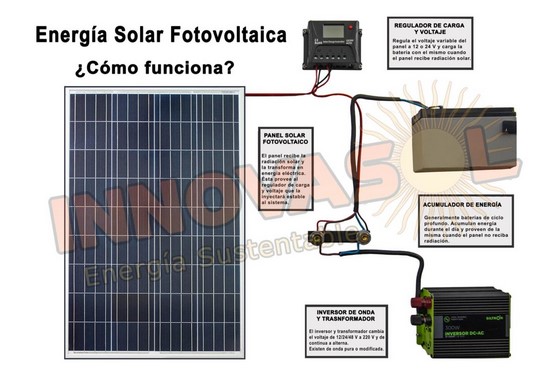 Energía Solar Fotovoltaica
¿Cómo funciona?
REGULADOR DE CARGA
Y VOLTAJE
Regula el voltaje variable del
panel a 12 o 24 V y carga la
batería con el mismo cuando
el panel recibe radiación solar.
PANEL SOLAR
FOTOVOLTAICO
El panel recibe la
radiación solar y
la transforma en
energía eléctrica.
Éste provee al
regulador de carga
y voltaje que la
inyectará estable
al sistema.
INNOVASOL
Energía Sustentable
ACUMULADOR DE ENERGÍA
Generalmente baterías de ciclo
profundo. Acumulan energía
durante el día y proveen de la
misma cuando el panel no recibe
radiación.
INVERSOR DE ONDA
Y TRASNFORMADOR
El inversor y transformador cambia
el voltaje de 12/24/48 V a 220 V y de
continua a alterna.
Existen de onda pura o modificada.
300W
INVERSOR DC-AC